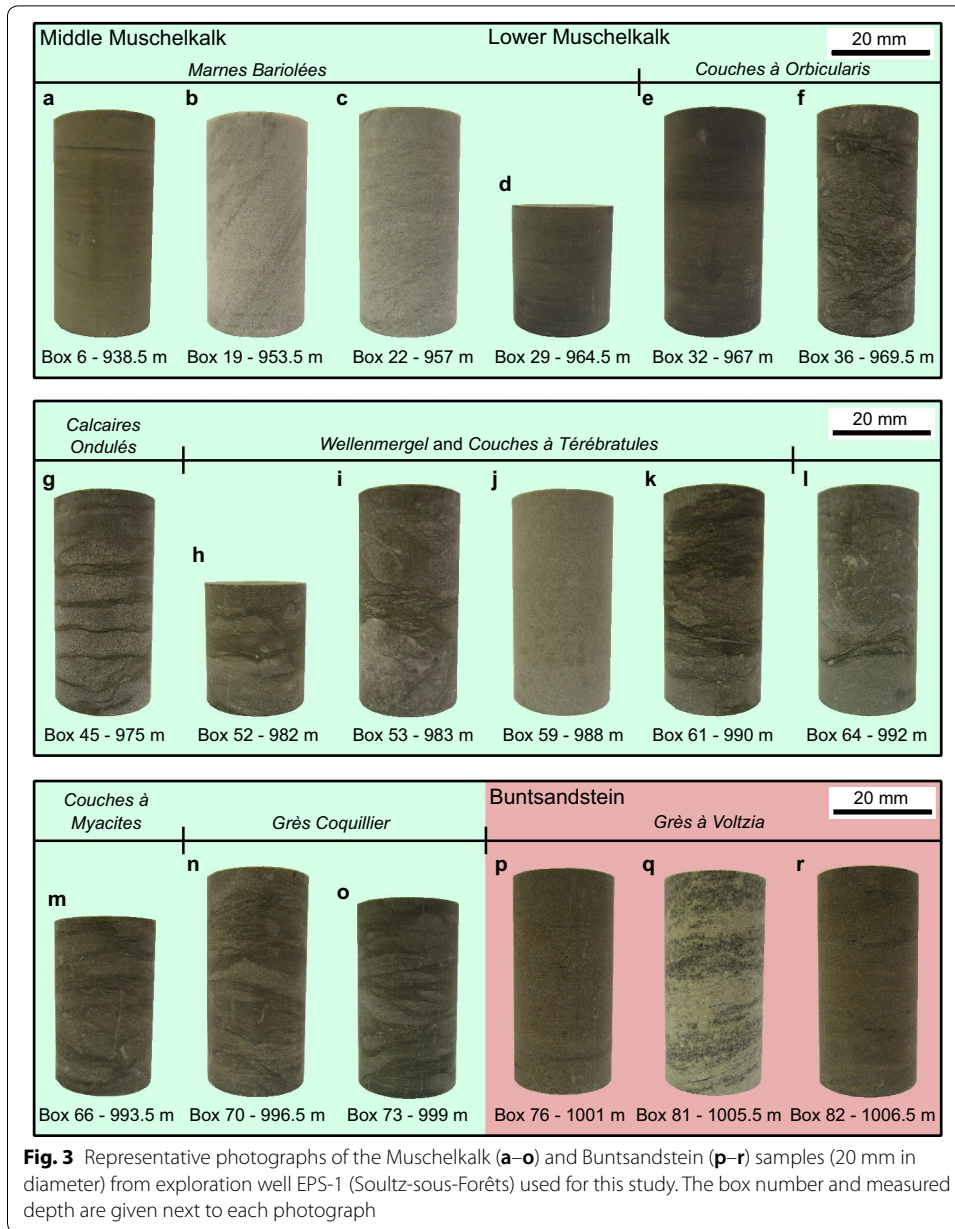 Middle Muschelkalk Lower Muschelkalk 20 mm
Marnes Bariolées Couches à Orbicularis
a b c d e f
Box 6 - 938.5 m Box 19 - 953.5 m Box 22 - 957 m Box 29 - 964.5 m Box 32 - 967 m Box 36 - 969.5 m
Calcaires
Ondulés
Wellenmergel and Couches à Térébratules
20 mm
g h i j k l
Box 45 - 975 m Box 52 - 982 m Box 53 - 983 m Box 59 - 988 m Box 61 - 990 m Box 64 - 992 m
Couches à
Myacites
Grès Coquillier
Buntsandstein
20 mm
Grès à Voltzia
m n o p q r
Box 66 - 993.5 m Box 70 - 996.5 m Box 73 - 999 m Box 76 - 1001 m Box 81 - 1005.5 m Box 82 - 1006.5 m
Fig. 3 Representative photographs of the Muschelkalk (a–o) and Buntsandstein (p–r) samples (20 mm in
diameter) from exploration well EPS-1 (Soultz-sous-Forêts) used for this study. The box number and measured
depth are given next to each photograph